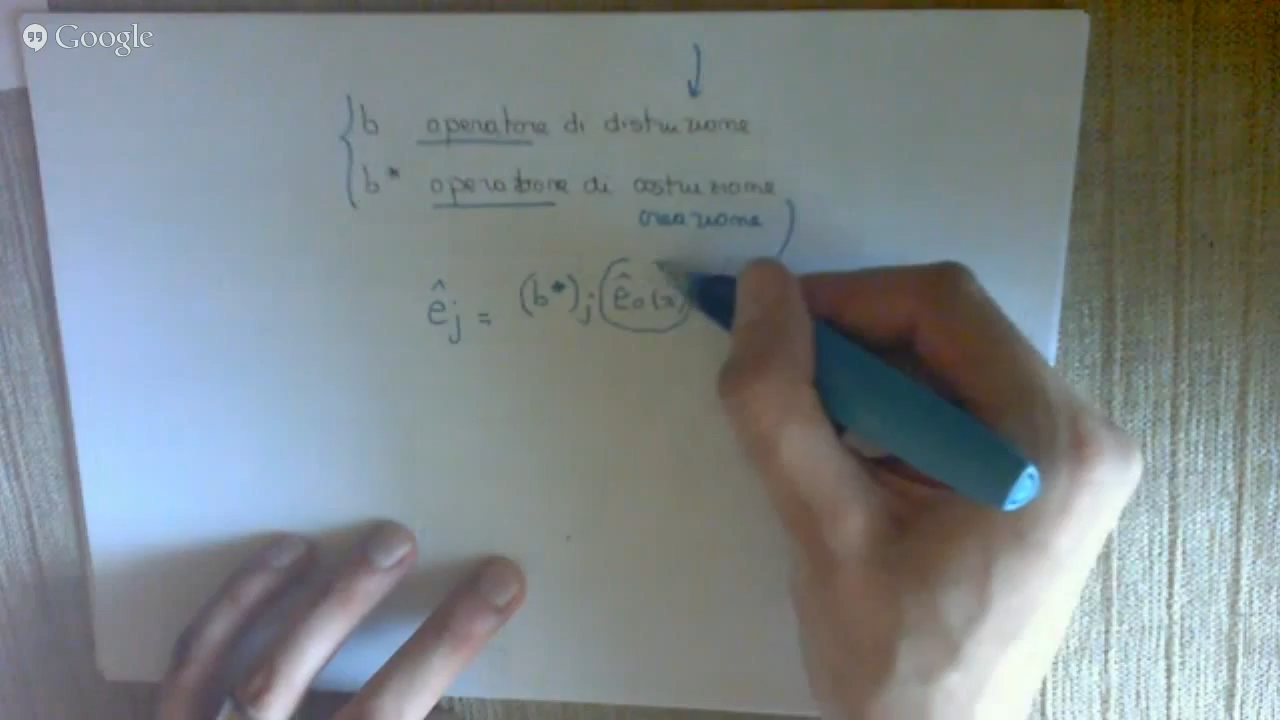 Google
b operatore di distruzione
b* operatore di costruzione
creazione
ê_j = (b*)_j ê_0(x)